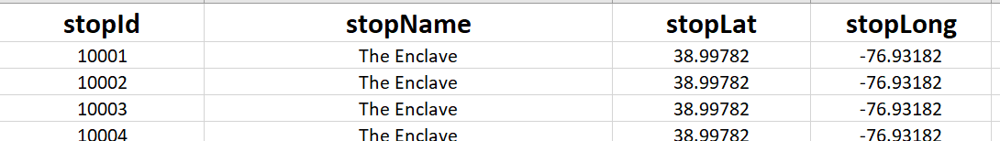 stopId stopName stopLat stopLong
10001 The Enclave 38.99782 -76.93182
10002 The Enclave 38.99782 -76.93182
10003 The Enclave 38.99782 -76.93182
10004 The Enclave 38.99782 -76.93182